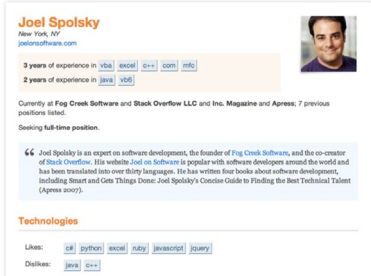 Joel Spolsky
New York, NY
joelonsoftware.com
3 years of experience in vba excel c++ com mfc
2 years of experience in java vb6
Currently at Fog Creek Software and Stack Overflow LLC and Inc. Magazine and Apress; 7 previous
positions listed.
Seeking full-time position.
“ Joel Spolsky is an expert on software development, the founder of Fog Creek Software, and the co-creator
of Stack Overflow. His website Joel on Software is popular with software developers around the world and
has been translated into over thirty languages. He has written four books about software development,
including Smart and Gets Things Done: Joel Spolsky's Concise Guide to Finding the Best Technical Talent
(Apress 2007).
Technologies
Likes: c# python excel ruby javascript jquery
Dislikes: java c++